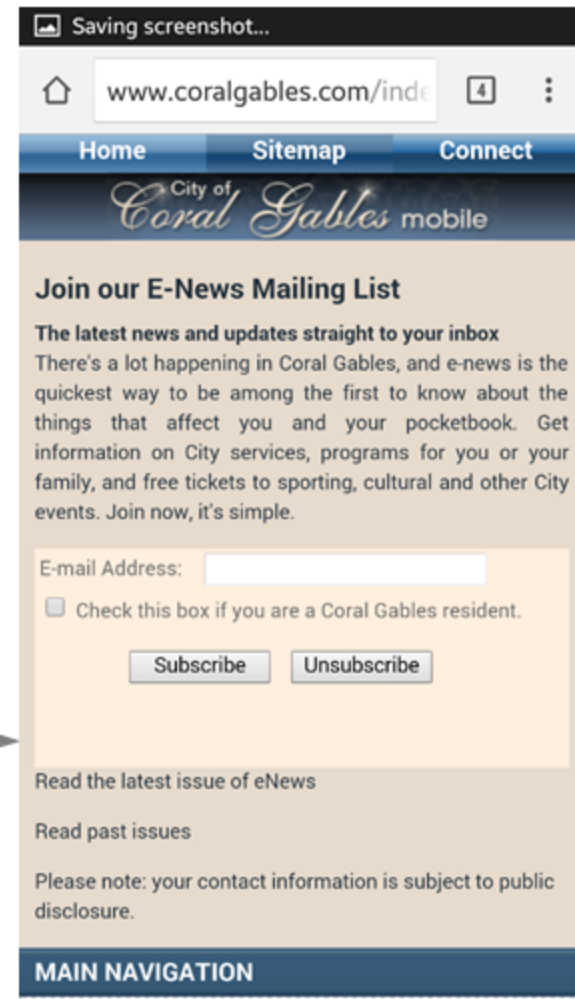 Saving screenshot...
www.coralgables.com/inde
4
Home Sitemap Connect
City of
Coral Gables mobile
Join our E-News Mailing List
The latest news and updates straight to your inbox
There's a lot happening in Coral Gables, and e-news is the
quickest way to be among the first to know about the
things that affect you and your pocketbook. Get
information on City services, programs for you or your
family, and free tickets to sporting, cultural and other City
events. Join now, it's simple.
E-mail Address:
Check this box if you are a Coral Gables resident.
Subscribe Unsubscribe
Read the latest issue of eNews
Read past issues
Please note: your contact information is subject to public
disclosure.
MAIN NAVIGATION